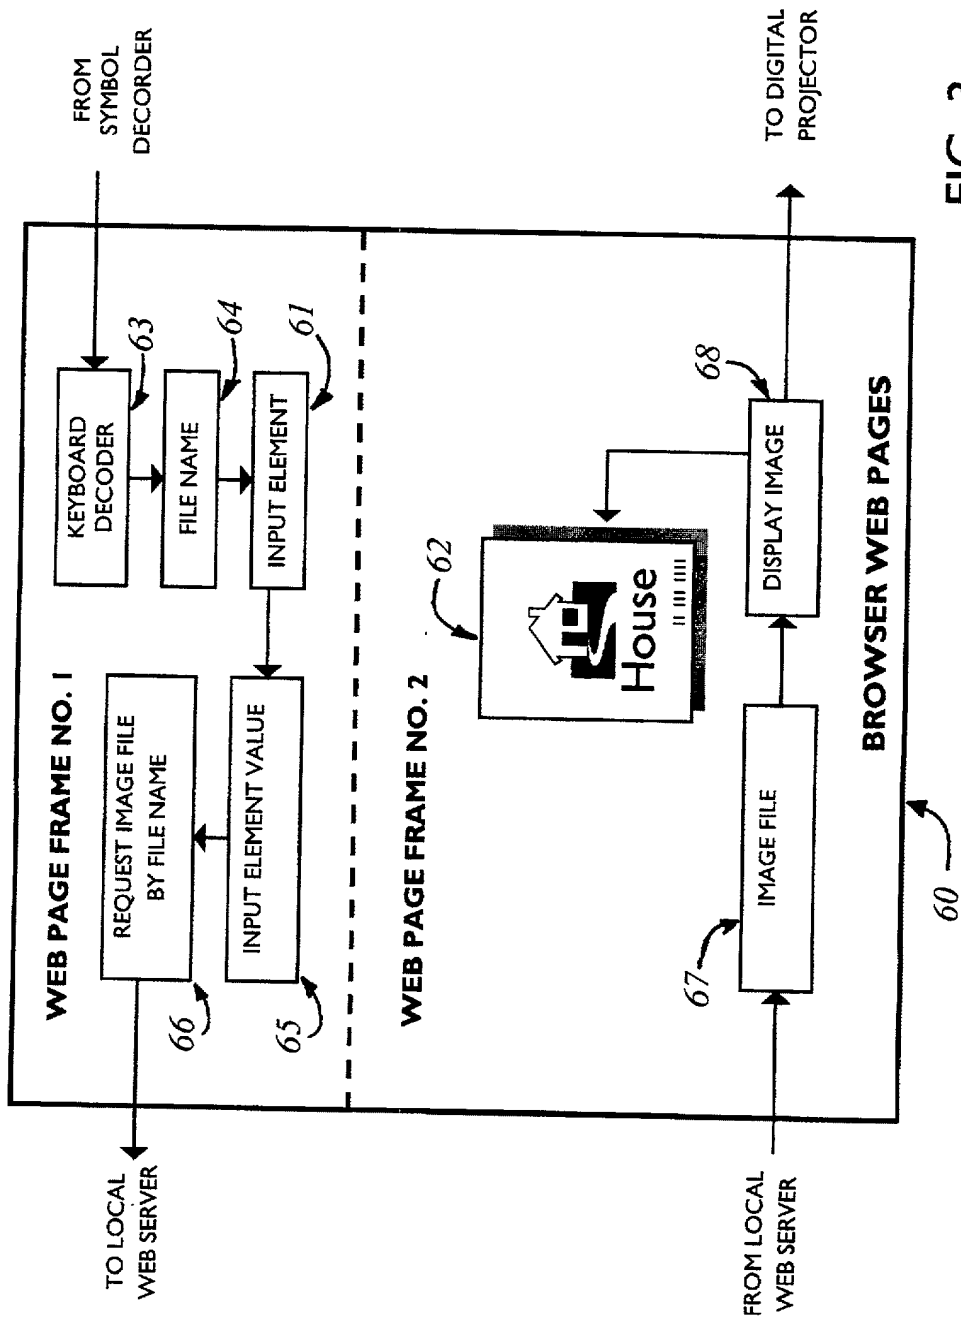 FROM
SYMBOL
DECORDER
WEB PAGE FRAME NO. 1
KEYBOARD
DECODER
63
FILE NAME
64
INPUT ELEMENT
61
REQUEST IMAGE FILE
BY FILE NAME
66
INPUT ELEMENT VALUE
65
TO LOCAL
WEB SERVER
WEB PAGE FRAME NO. 2
62
House
FROM LOCAL
WEB SERVER
IMAGE FILE
67
DISPLAY IMAGE
68
TO DIGITAL
PROJECTOR
BROWSER WEB PAGES
60